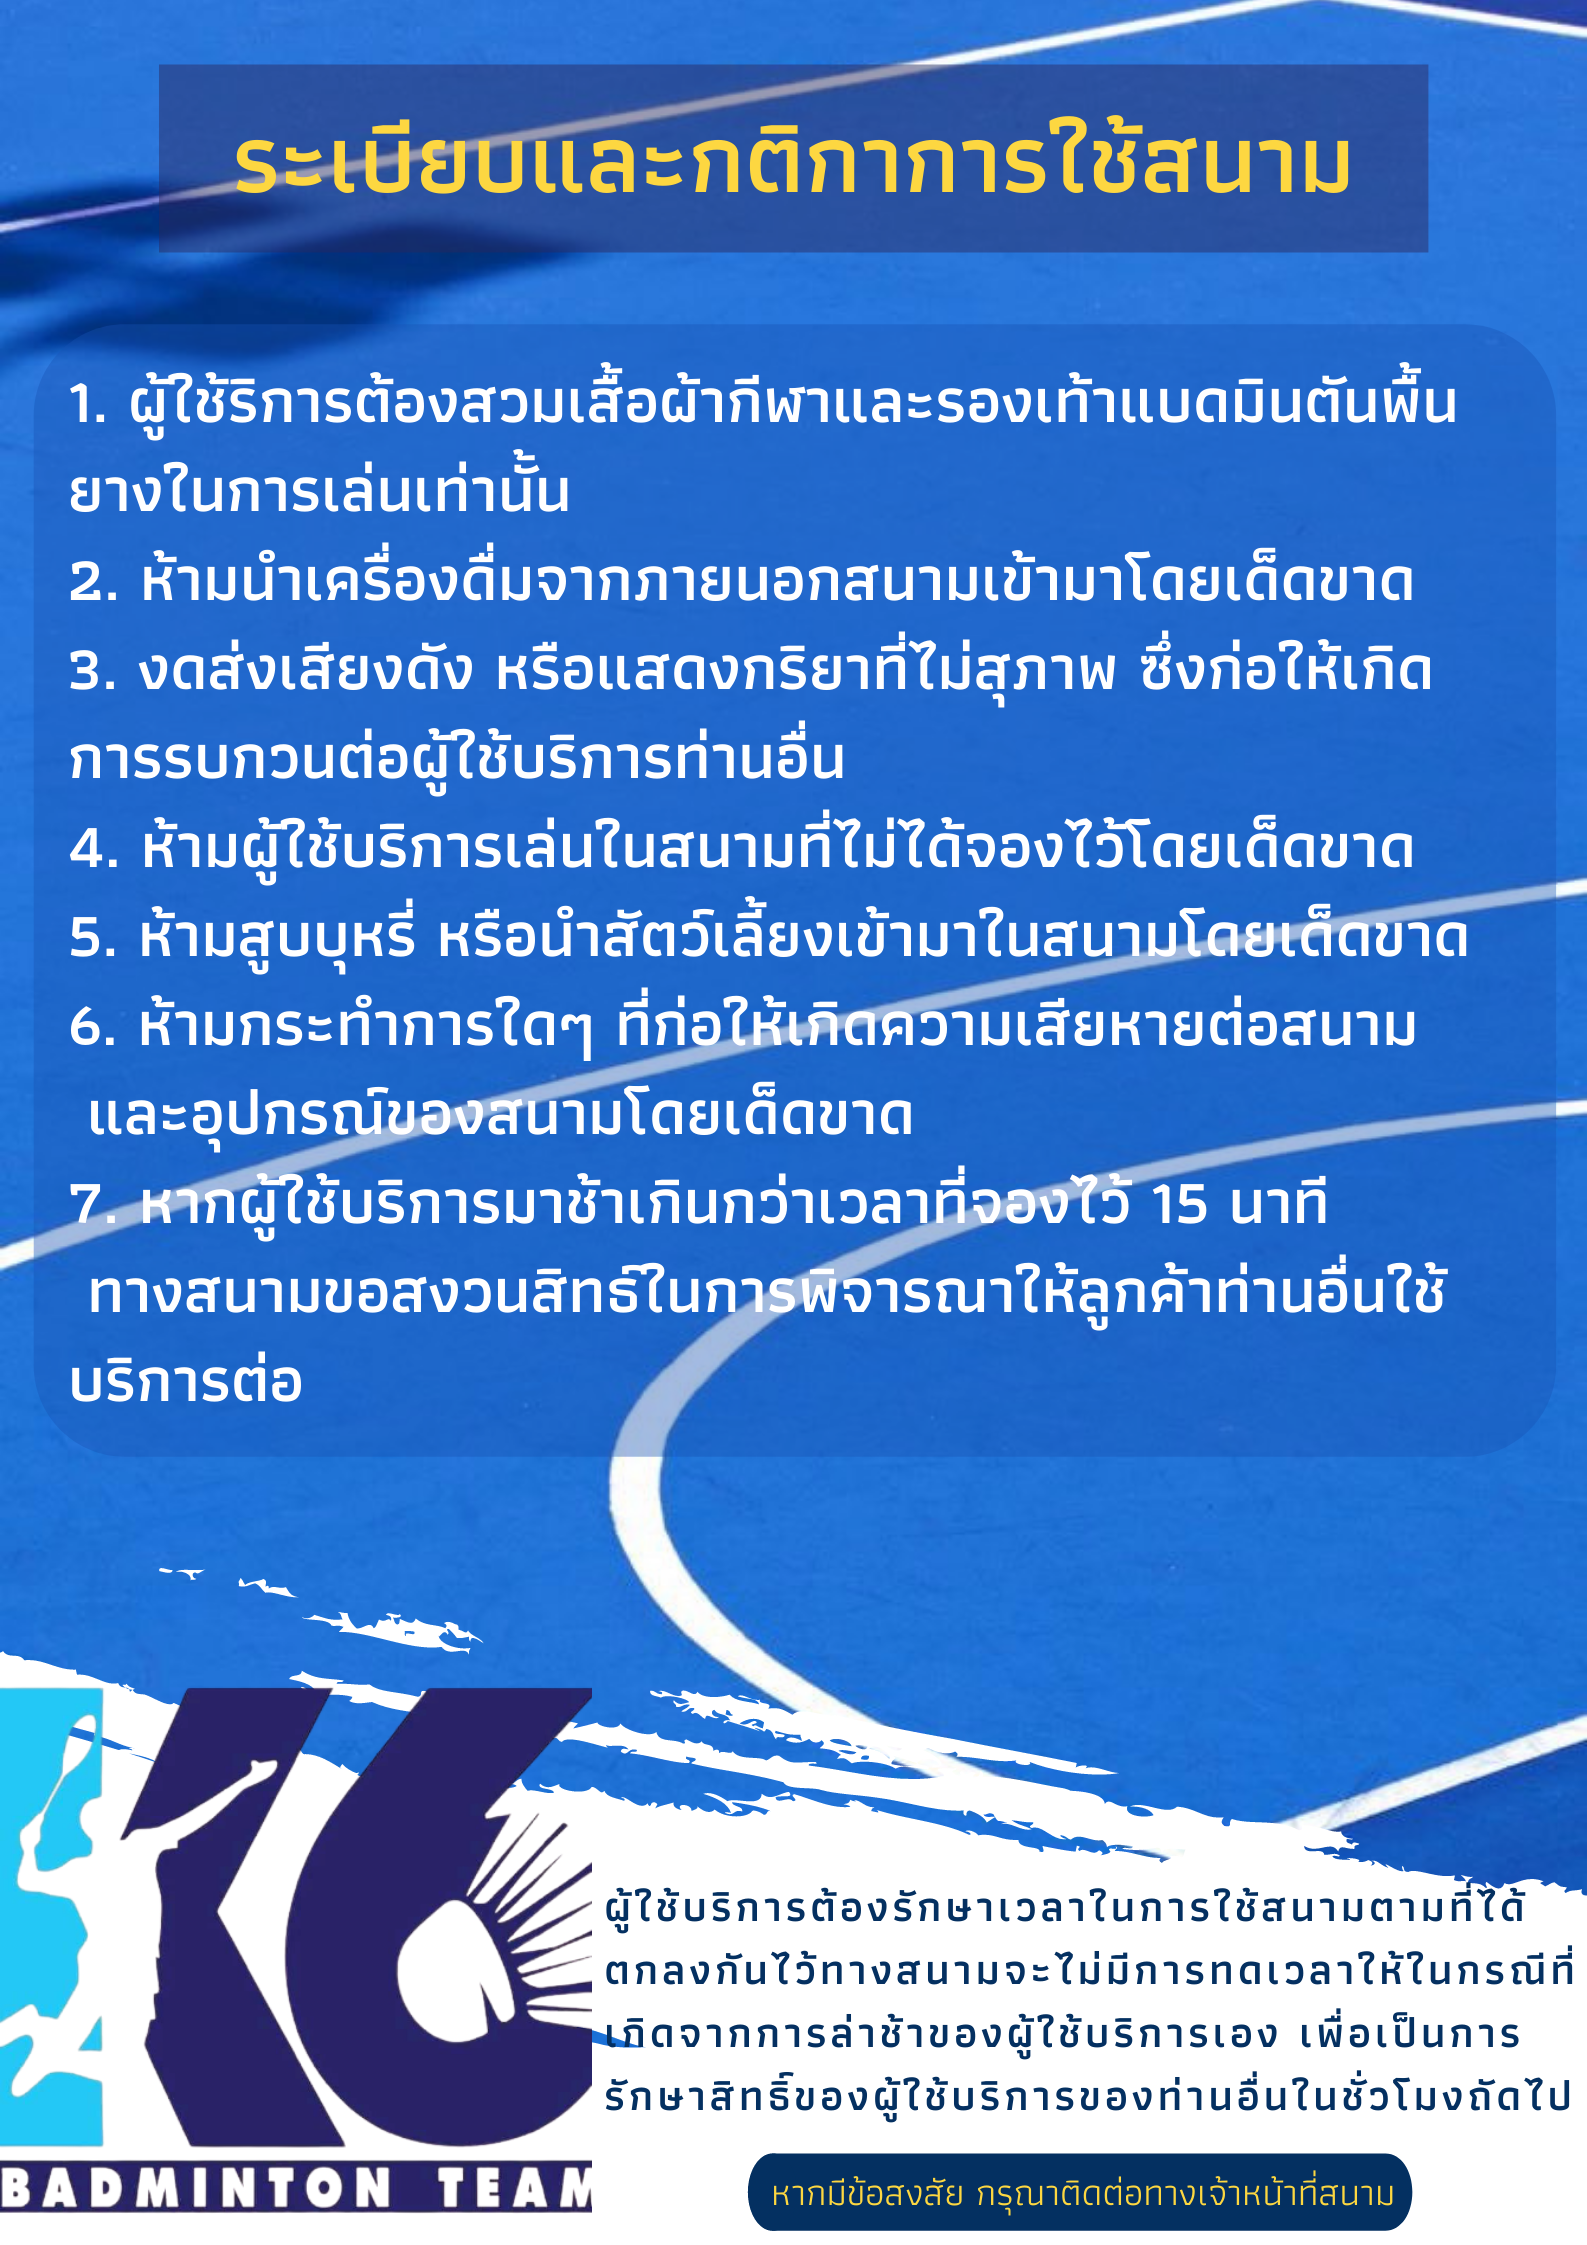 ระเบียบและกติกาการใช้สนาม
1. ผู้ใช้ริการต้องสวมเสื้อผ้ากีฬาและรองเท้าแบดมินตันพื้น
ยางในการเล่นเท่านั้น
2. ห้ามนำเครื่องดื่มจากภายนอกสนามเข้ามาโดยเด็ดขาด
3. งดส่งเสียงดัง หรือแสดงกริยาที่ไม่สุภาพ ซึ่งก่อให้เกิด
การรบกวนต่อผู้ใช้บริการท่านอื่น
4. ห้ามผู้ใช้บริการเล่นในสนามที่ไม่ได้จองไว้โดยเด็ดขาด
5. ห้ามสูบบุหรี่ หรือนำสัตว์เลี้ยงเข้ามาในสนามโดยเด็ดขาด
6. ห้ามกระทำการใดๆ ที่ก่อให้เกิดความเสียหายต่อสนาม
และอุปกรณ์ของสนามโดยเด็ดขาด
7. หากผู้ใช้บริการมาช้าเกินกว่าเวลาที่จองไว้ 15 นาที
ทางสนามขอสงวนสิทธ์ในการพิจารณาให้ลูกค้าท่านอื่นใช้
บริการต่อ
ผู้ใช้บริการต้องรักษาเวลาในการใช้สนามตามที่ได้
ตกลงกันไว้ทางสนามจะไม่มีการทดเวลาให้ในกรณีที่
เกิดจากการล่าช้าของผู้ใช้บริการเอง เพื่อเป็นการ
รักษาสิทธิ์ของผู้ใช้บริการของท่านอื่นในชั่วโมงถัดไป
BADMINTON TEAM
หากมีข้อสงสัย กรุณาติดต่อทางเจ้าหน้าที่สนาม